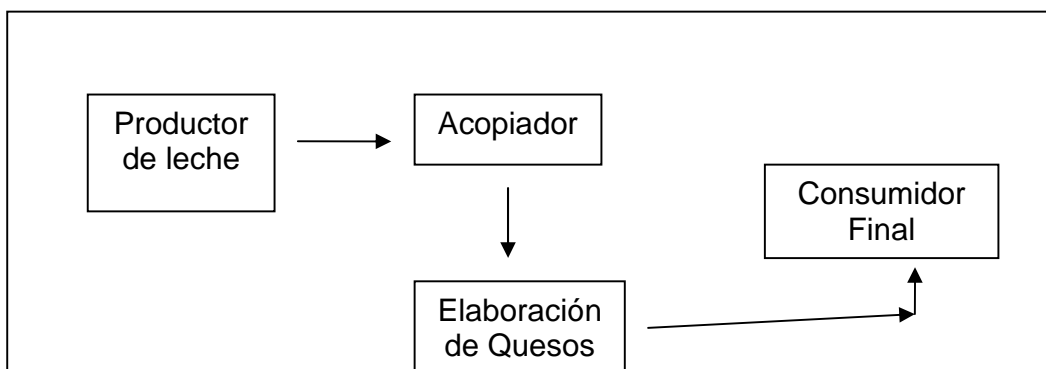 Productor
de leche
Acopiador
Consumidor
Final
Elaboración
de Quesos